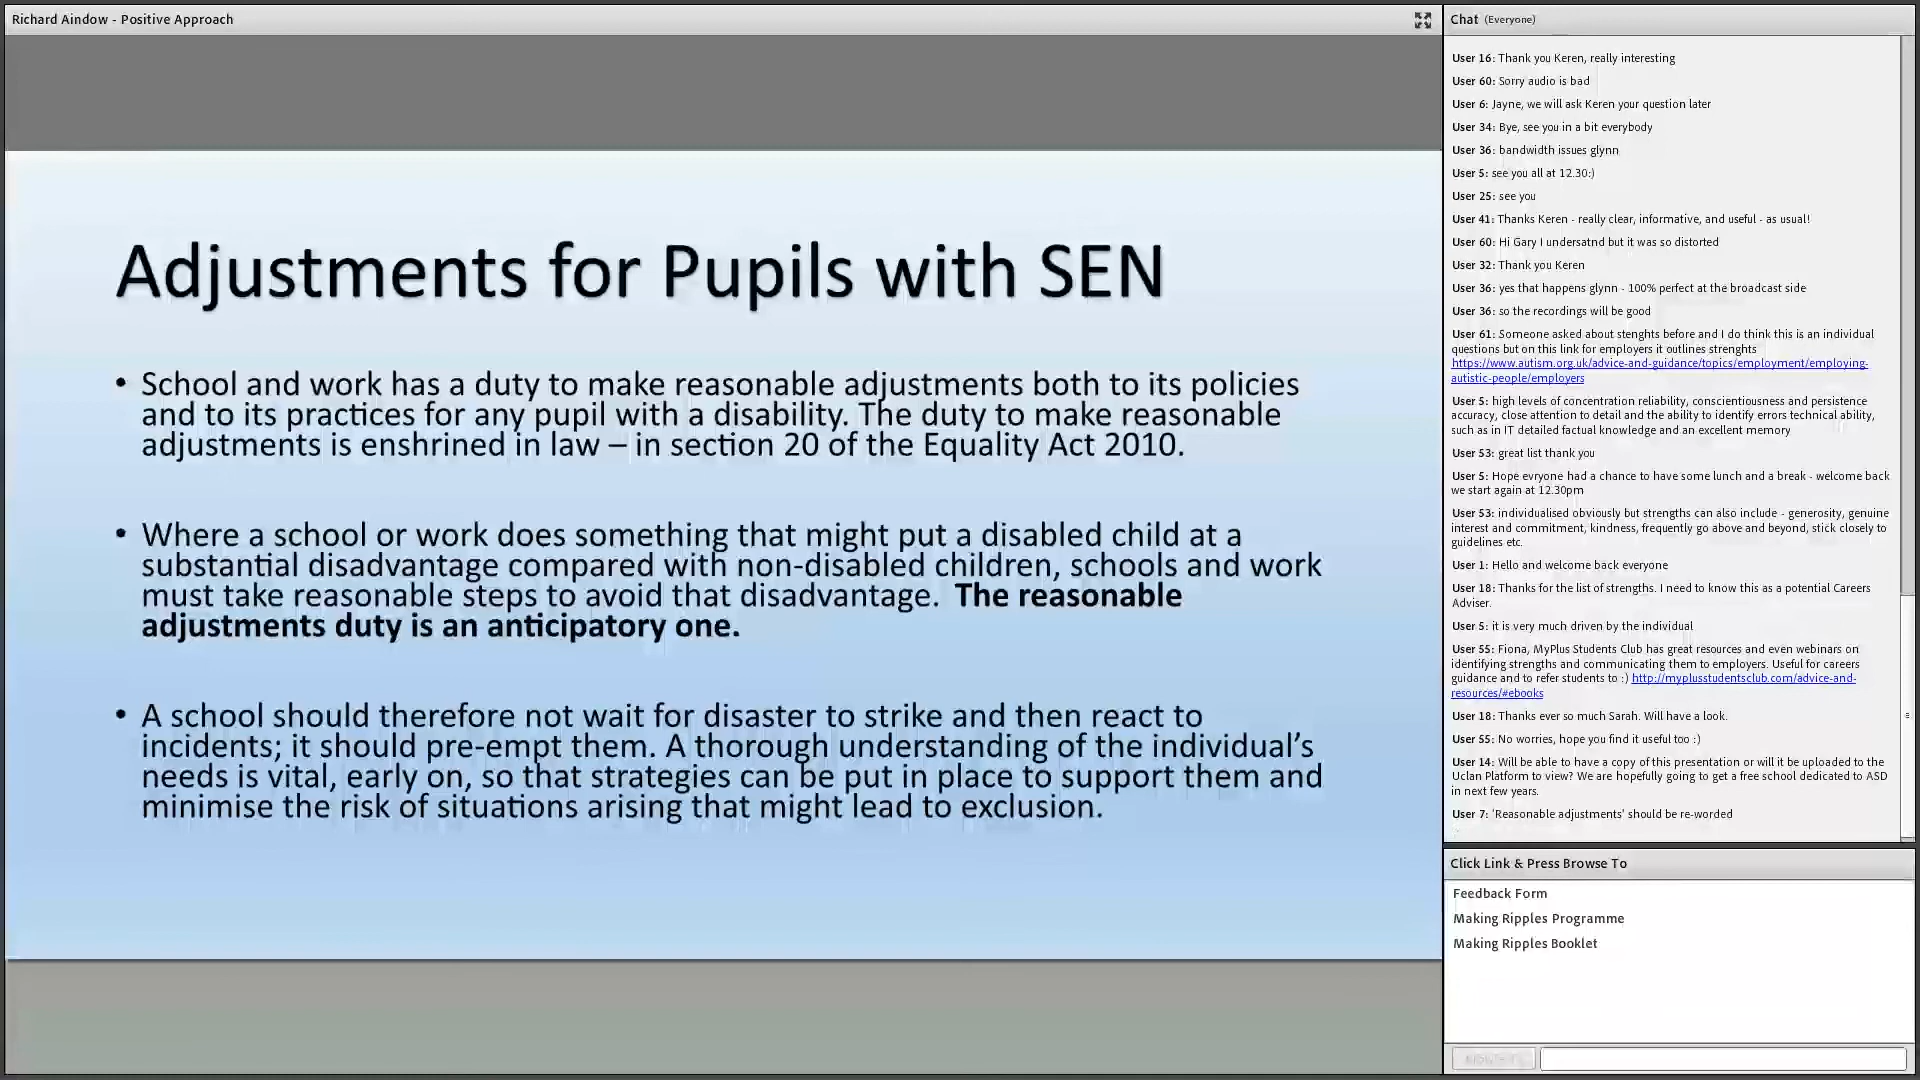 Richard Aindow - Positive Approach
Adjustments for Pupils with SEN
• School and work has a duty to make reasonable adjustments both to its policies
and to its practices for any pupil with a disability. The duty to make reasonable
adjustments is enshrined in law – in section 20 of the Equality Act 2010.
• Where a school or work does something that might put a disabled child at a
substantial disadvantage compared with non-disabled children, schools and work
must take reasonable steps to avoid that disadvantage. The reasonable
adjustments duty is an anticipatory one.
• A school should therefore not wait for disaster to strike and then react to
incidents; it should pre-empt them. A thorough understanding of the individual’s
needs is vital, early on, so that strategies can be put in place to support them and
minimise the risk of situations arising that might lead to exclusion.
Chat (Everyone)
User 16: Thank you Keren, really interesting
User 60: Sorry audio is bad
User 6: Jayne, we will ask Keren your question later
User 34: Bye, see you in a bit everybody
User 36: bandwidth issues glynn
User 5: see you all at 12.30:)
User 25: see you
User 41: Thanks Keren - really clear, informative, and useful - as usual!
User 60: Hi Gary I undersatnd but it was so distorted
User 32: Thank you Keren
User 36: yes that happens glynn - 100% perfect at the broadcast side
User 36: so the recordings will be good
User 61: Someone asked about stenghts before and I do think this is an individual
questions but on this link for employers it outlines strenghts
https://www.autism.org.uk/advice-and-guidance/topics/employment/employing-
autistic-people/employers
User 5: high levels of concentration reliability, conscientiousness and persistence
accuracy, close attention to detail and the ability to identify errors technical ability,
such as in IT detailed factual knowledge and an excellent memory
User 53: great list thank you
User 5: Hope evryone had a chance to have some lunch and a break - welcome back
we start again at 12.30pm
User 53: individualised obviously but strengths can also include - generosity, genuine
interest and commitment, kindness, frequently go above and beyond, stick closely to
guidelines etc.
User 1: Hello and welcome back everyone
User 18: Thanks for the list of strengths. I need to know this as a potential Careers
Adviser.
User 5: it is very much driven by the individual
User 55: Fiona, MyPlus Students Club has great resources and even webinars on
identifying strengths and communicating them to employers. Useful for careers
guidance and to refer students to :) http://myplusstudentsclub.com/advice-and-
resources/#ebooks
User 18: Thanks ever so much Sarah. Will have a look.
User 55: No worries, hope you find it useful too :)
User 14: Will be able to have a copy of this presentation or will it be uploaded to the
Uclan Platform to view? We are hopefully going to get a free school dedicated to ASD
in next few years.
User 7: 'Reasonable adjustments' should be re-worded
Click Link & Press Browse To
Feedback Form
Making Ripples Programme
Making Ripples Booklet